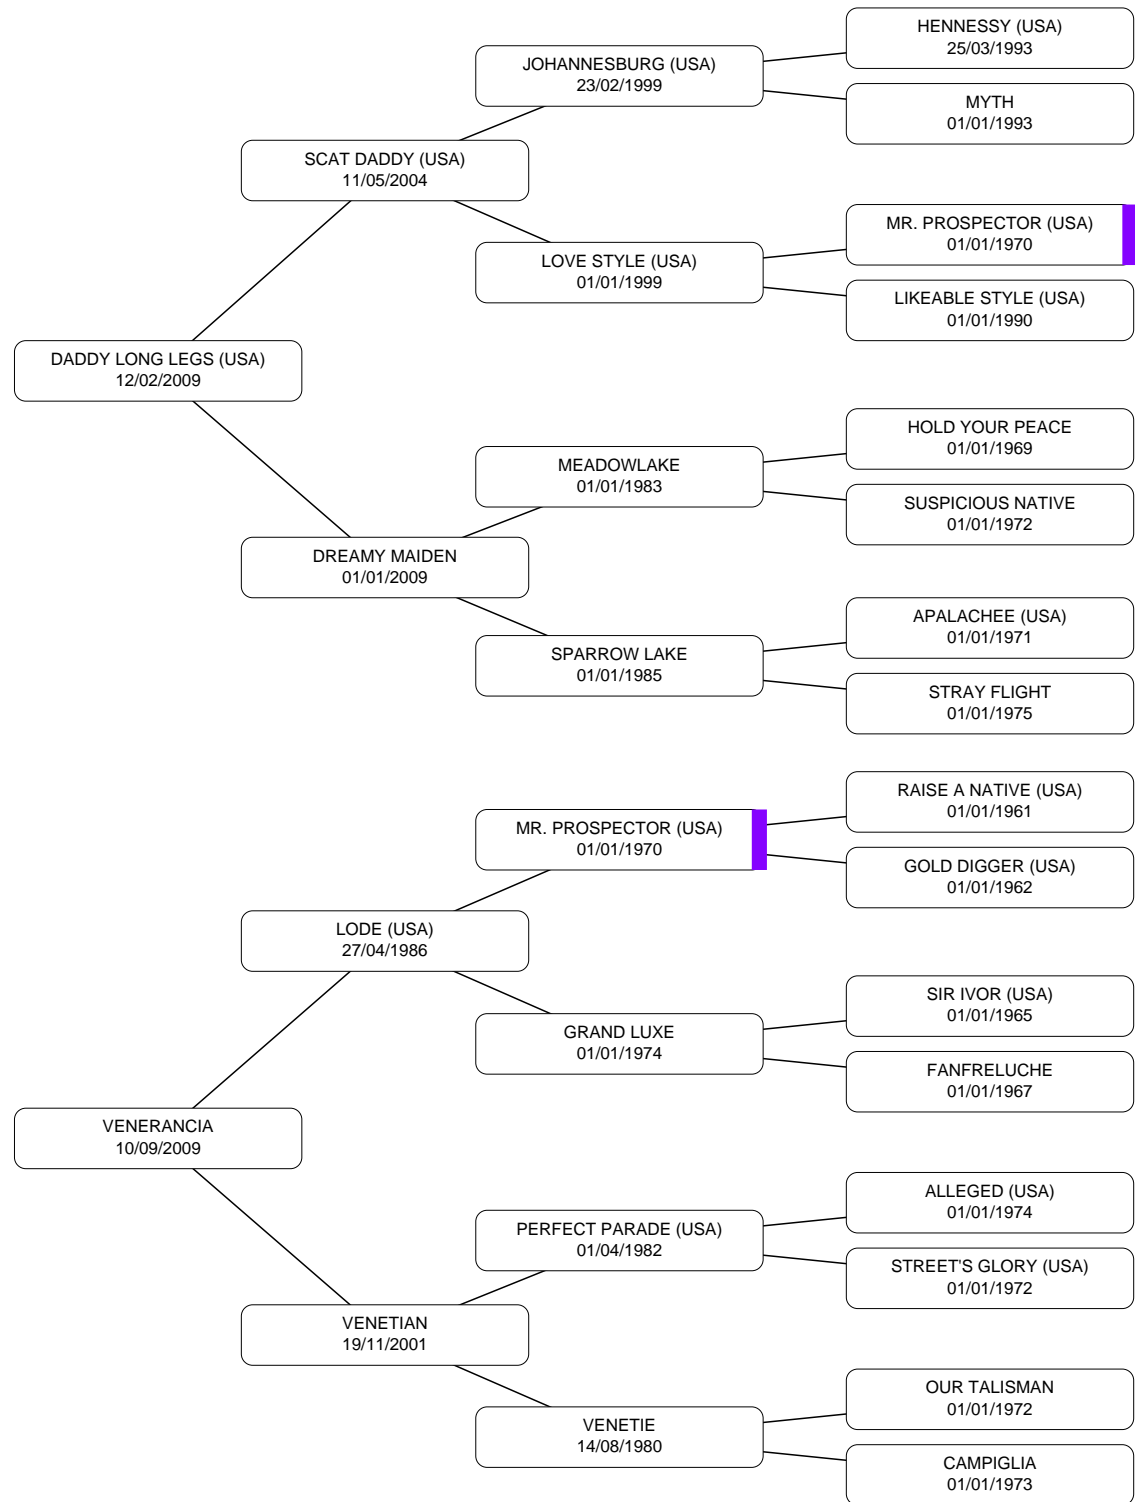 HENNESSY (USA)
25/03/1993
JOHANNESBURG (USA)
23/02/1999
MYTH
01/01/1993
SCAT DADDY (USA)
11/05/2004
MR. PROSPECTOR (USA)
01/01/1970
LOVE STYLE (USA)
01/01/1999
LIKEABLE STYLE (USA)
01/01/1990
DADDY LONG LEGS (USA)
12/02/2009
HOLD YOUR PEACE
01/01/1969
MEADOWLAKE
01/01/1983
SUSPICIOUS NATIVE
01/01/1972
DREAMY MAIDEN
01/01/2009
APALACHEE (USA)
01/01/1971
SPARROW LAKE
01/01/1985
STRAY FLIGHT
01/01/1975
RAISE A NATIVE (USA)
01/01/1961
MR. PROSPECTOR (USA)
01/01/1970
GOLD DIGGER (USA)
01/01/1962
LODE (USA)
27/04/1986
SIR IVOR (USA)
01/01/1965
GRAND LUXE
01/01/1974
FANFRELUCHE
01/01/1967
VENERANCIA
10/09/2009
ALLEGED (USA)
01/01/1974
PERFECT PARADE (USA)
01/04/1982
STREET'S GLORY (USA)
01/01/1972
VENETIAN
19/11/2001
OUR TALISMAN
01/01/1972
VENETIE
14/08/1980
CAMPIGLIA
01/01/1973